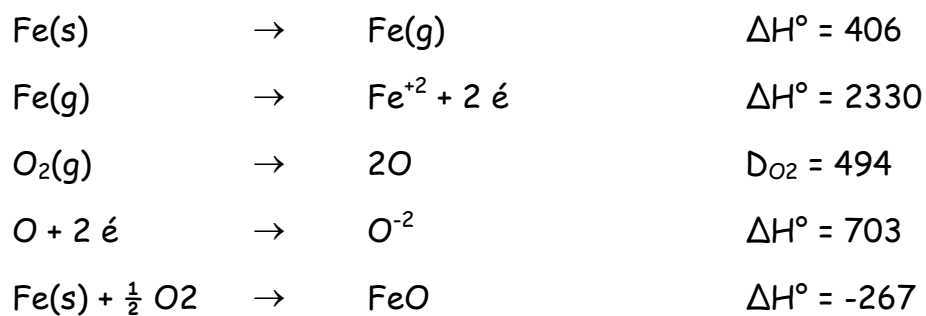 Fe(s) → Fe(g) ΔH° = 406
Fe(g) → Fe⁺² + 2 é ΔH° = 2330
O₂(g) → 2O D_O2 = 494
O + 2 é → O⁻² ΔH° = 703
Fe(s) + ½ O2 → FeO ΔH° = -267